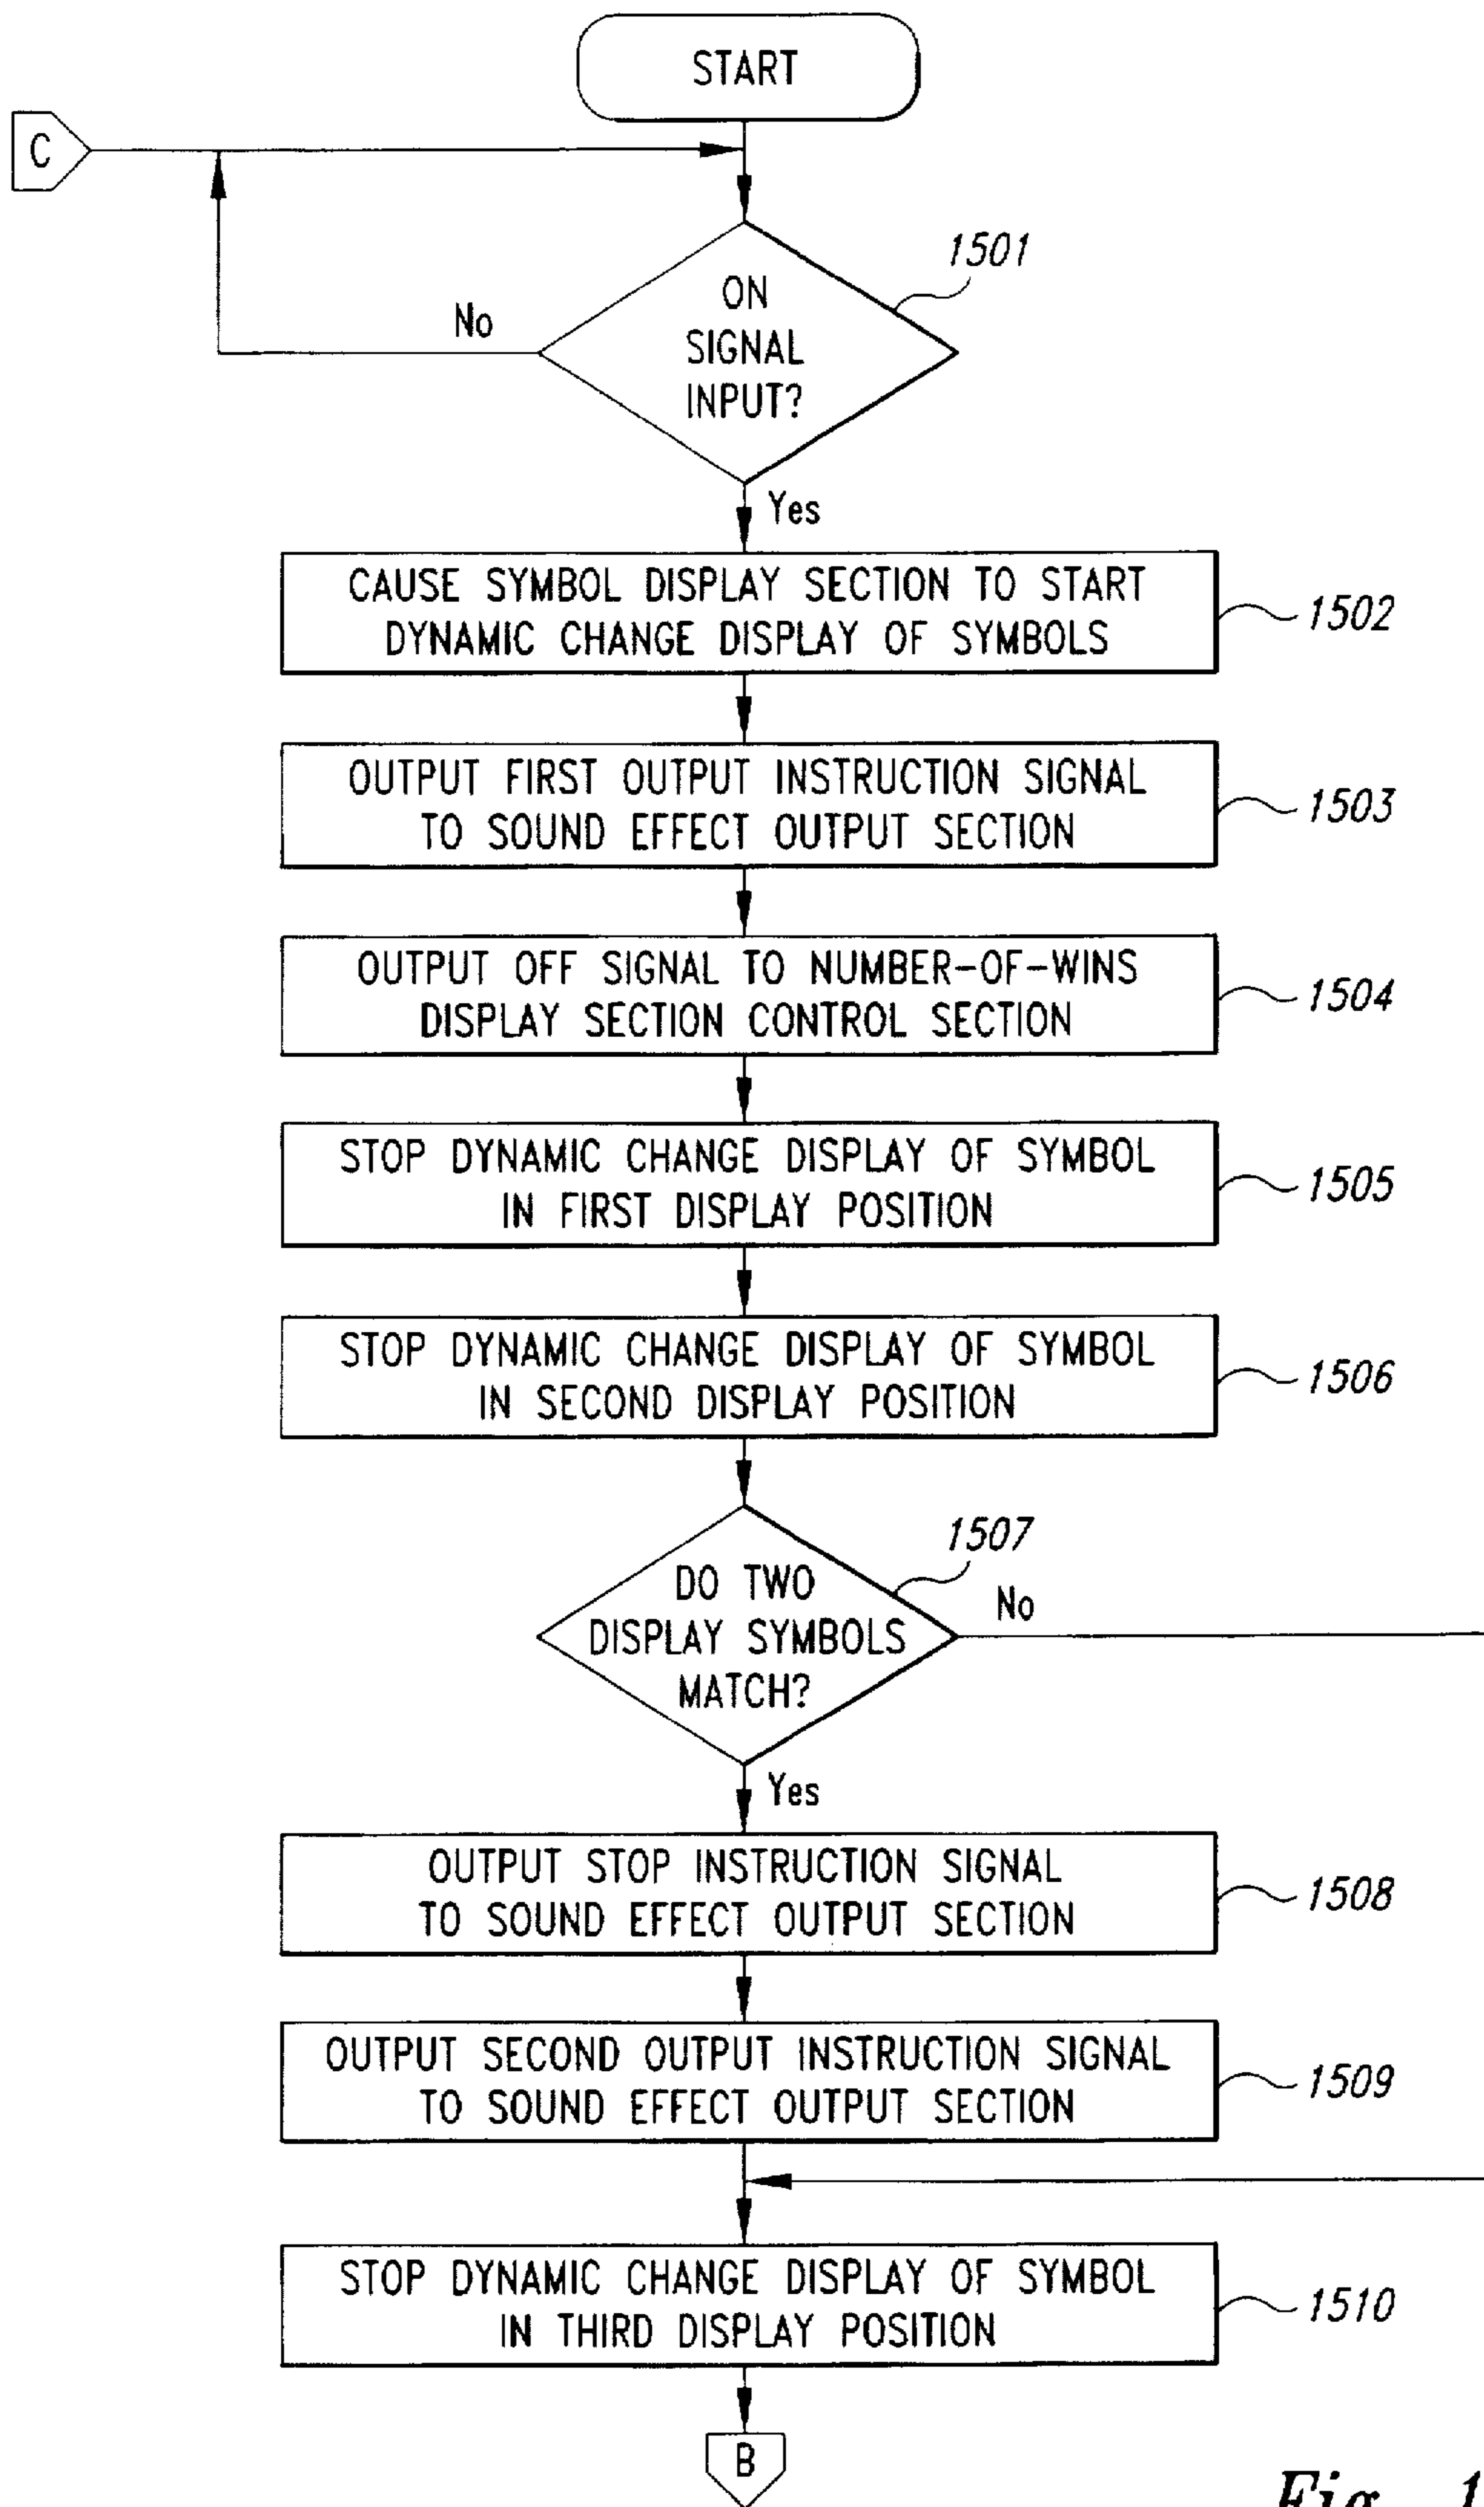 START
C
1501
ON
SIGNAL
INPUT?
No
Yes
CAUSE SYMBOL DISPLAY SECTION TO START
DYNAMIC CHANGE DISPLAY OF SYMBOLS
1502
OUTPUT FIRST OUTPUT INSTRUCTION SIGNAL
TO SOUND EFFECT OUTPUT SECTION
1503
OUTPUT OFF SIGNAL TO NUMBER-OF-WINS
DISPLAY SECTION CONTROL SECTION
1504
STOP DYNAMIC CHANGE DISPLAY OF SYMBOL
IN FIRST DISPLAY POSITION
1505
STOP DYNAMIC CHANGE DISPLAY OF SYMBOL
IN SECOND DISPLAY POSITION
1506
1507
DO TWO
DISPLAY SYMBOLS
MATCH?
No
Yes
OUTPUT STOP INSTRUCTION SIGNAL
TO SOUND EFFECT OUTPUT SECTION
1508
OUTPUT SECOND OUTPUT INSTRUCTION SIGNAL
TO SOUND EFFECT OUTPUT SECTION
1509
STOP DYNAMIC CHANGE DISPLAY OF SYMBOL
IN THIRD DISPLAY POSITION
1510
B
Fig.